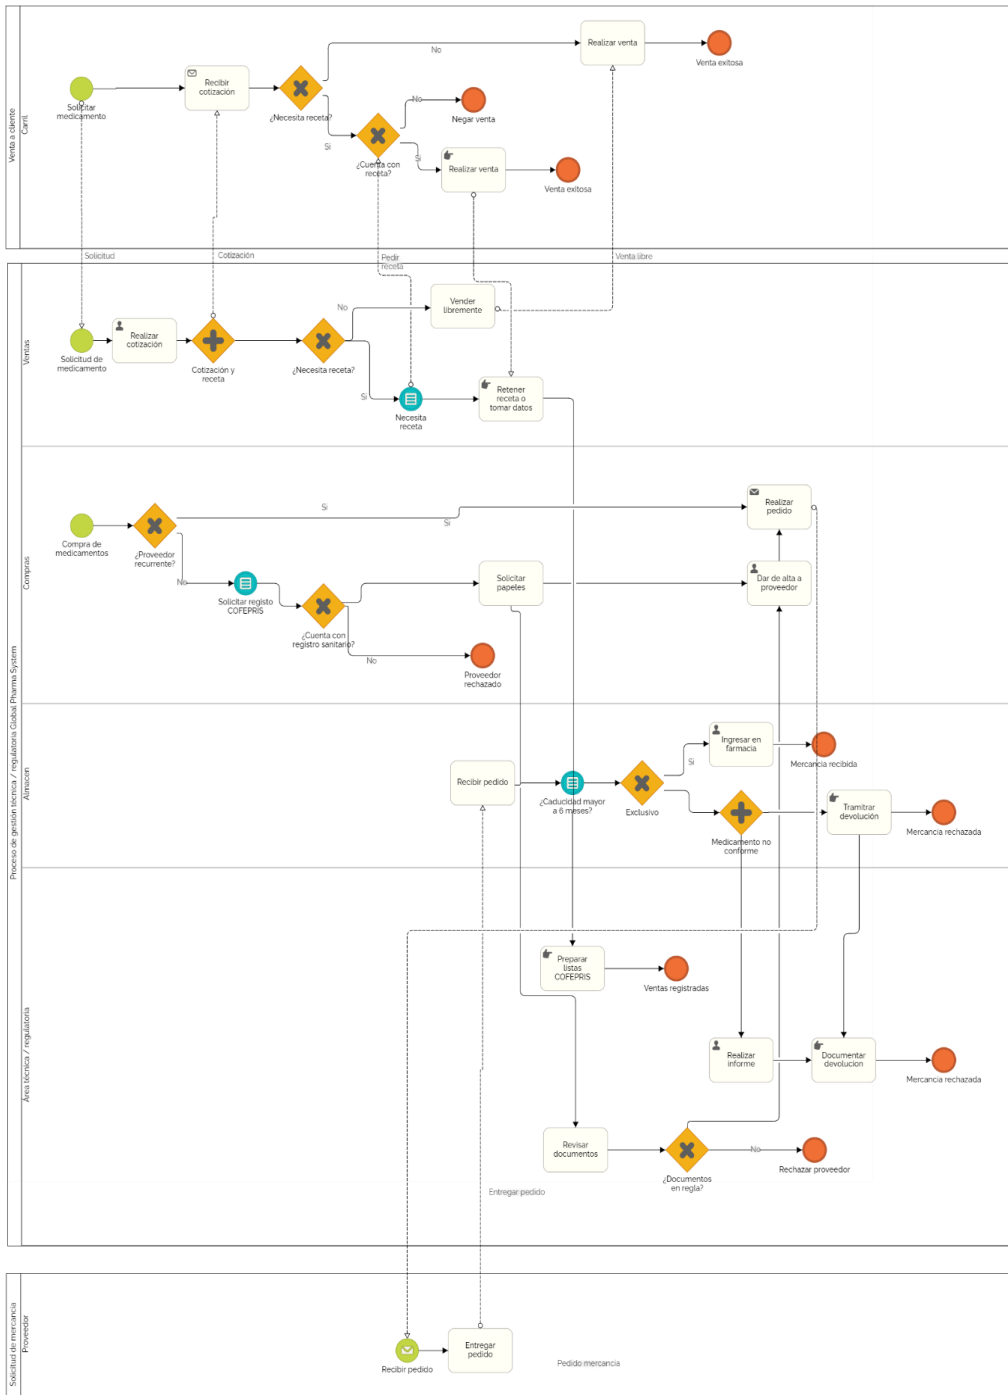 Venta a cliente
Carril
Solicitar
medicamento
Recibir
cotización
¿Necesita receta?
No
Si
¿Cuenta con
receta?
No
Negar venta
Si
Realizar venta
Venta exitosa
Realizar venta
Venta exitosa
Solicitud
Cotización
Pedir
receta
Venta libre
Proceso de gestión técnica / regulatoria Global Pharma System
Ventas
Solicitud de
medicamento
Realizar
cotización
Cotización y
receta
¿Necesita receta?
No
Si
Vender
libremente
Necesita
receta
Retener
receta o
tomar datos
Compras
Compra de
medicamentos
¿Proveedor
recurrente?
Si
Si
No
Solicitar registo
COFEPRIS
¿Cuenta con
registro sanitario?
No
Solicitar
papeles
Proveedor
rechazado
Realizar
pedido
Dar de alta a
proveedor
Almacen
Recibir pedido
¿Caducidad mayor
a 6 meses?
Exclusivo
Si
Ingresar en
farmacia
Mercancia recibida
Medicamento no
conforme
Tramitrar
devolución
Mercancia rechazada
Área técnica / regulatoria
Preparar
listas
COFEPRIS
Ventas registradas
Realizar
informe
Documentar
devolucion
Mercancia rechazada
Revisar
documentos
¿Documentos
en regla?
No
Rechazar proveedor
Entregar pedido
Solicitud de mercancia
Proveedor
Recibir pedido
Entregar
pedido
Pedido mercancia